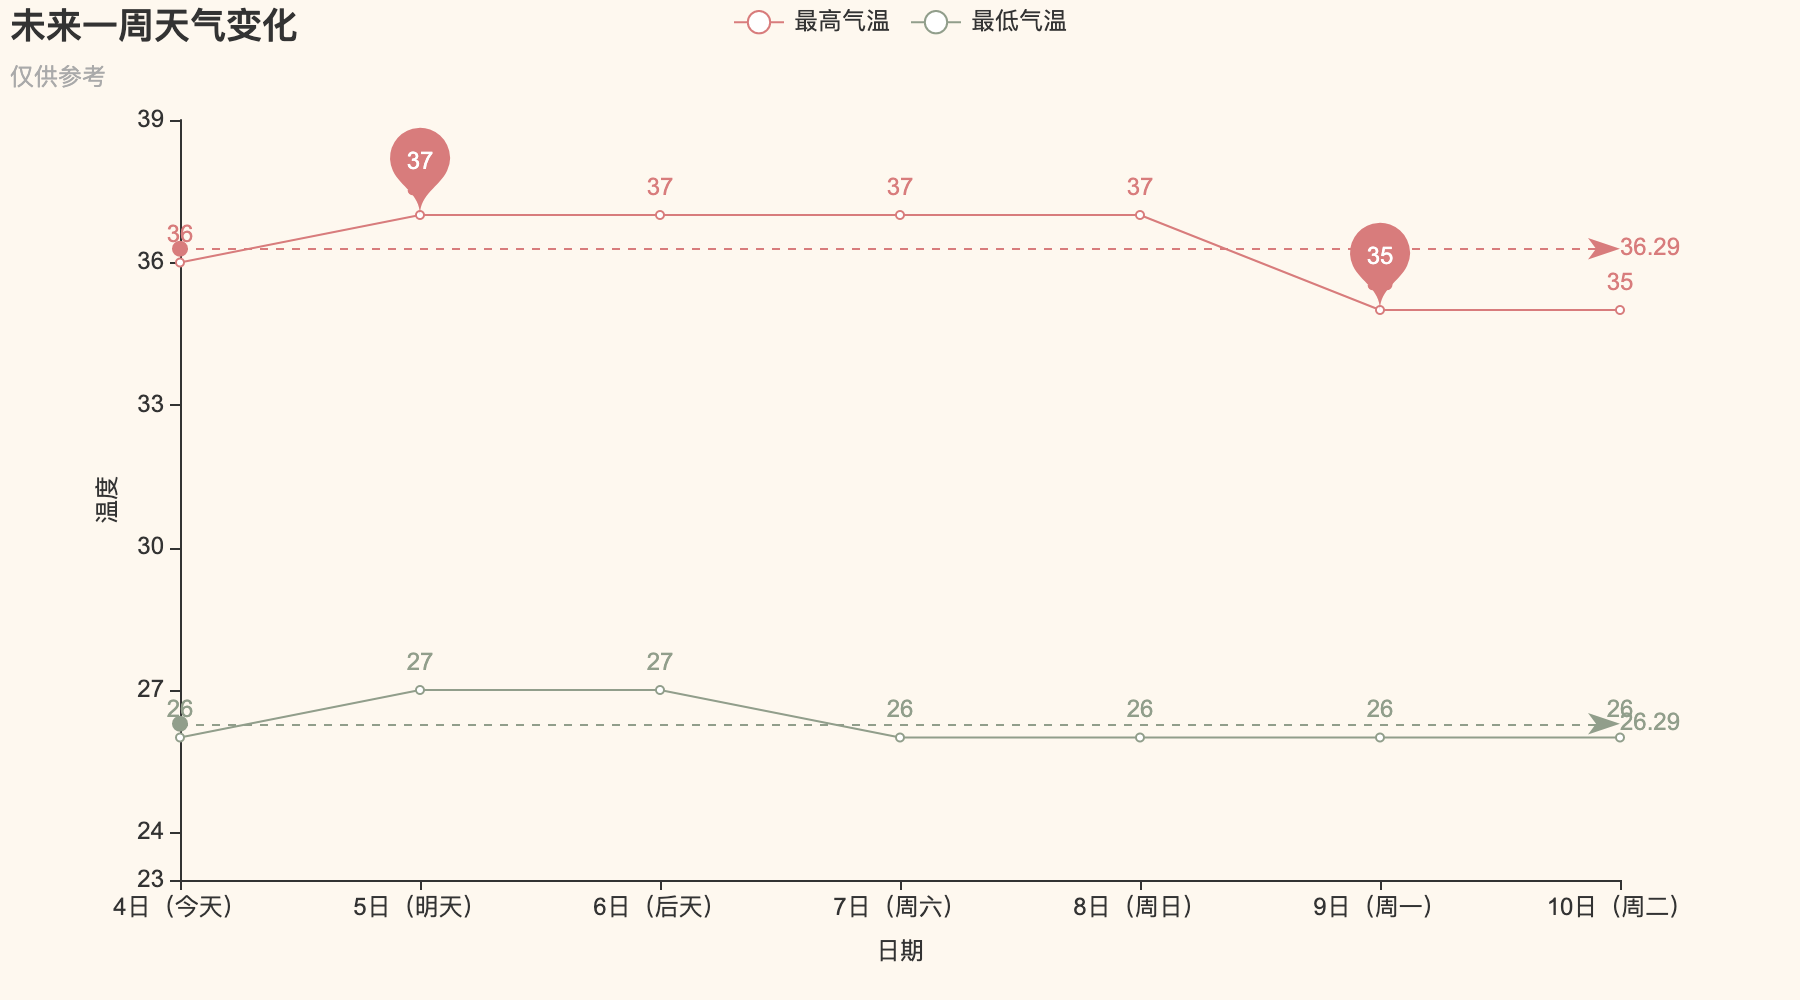 未来一周天气变化
仅供参考
最高气温 最低气温
39
36
33
30
27
24
23
温度
36 37 37 37 37 35 35
36.29
26 27 27 26 26 26 26
26.29
4日（今天） 5日（明天） 6日（后天） 7日（周六） 8日（周日） 9日（周一） 10日（周二）
日期